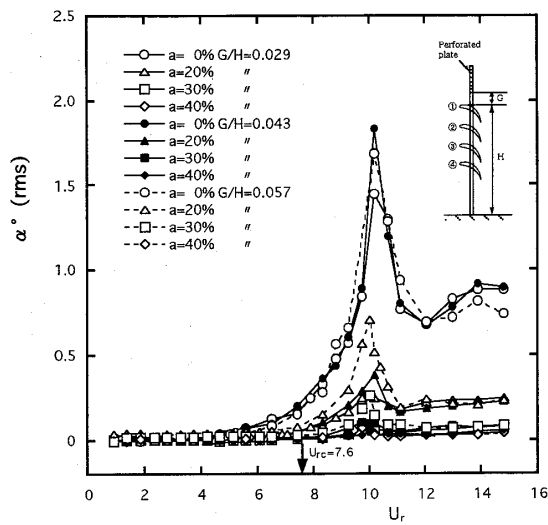 2.5
2.0
1.5
1.0
0.5
0
α° (rms)
a= 0% G/H=0.029
a=20% 〃
a=30% 〃
a=40% 〃
a= 0% G/H=0.043
a=20% 〃
a=30% 〃
a=40% 〃
a= 0% G/H=0.057
a=20% 〃
a=30% 〃
a=40% 〃
Perforated
plate
G
①
②
③
④
H
Urc=7.6
0 2 4 6 8 10 12 14 16
Ur